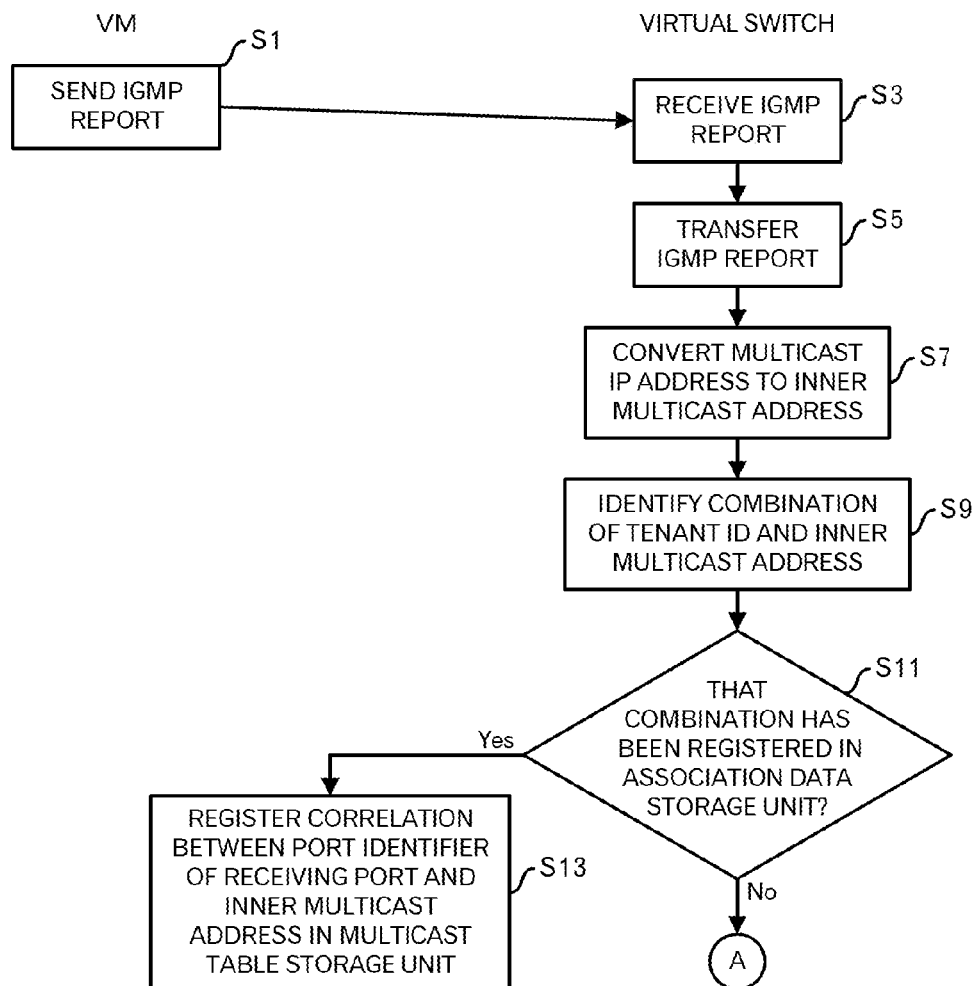 VM
VIRTUAL SWITCH
S1
SEND IGMP
REPORT
S3
RECEIVE IGMP
REPORT
S5
TRANSFER
IGMP REPORT
S7
CONVERT MULTICAST
IP ADDRESS TO INNER
MULTICAST ADDRESS
S9
IDENTIFY COMBINATION
OF TENANT ID AND INNER
MULTICAST ADDRESS
S11
THAT
COMBINATION HAS
BEEN REGISTERED IN
ASSOCIATION DATA
STORAGE UNIT?
Yes
REGISTER CORRELATION
BETWEEN PORT IDENTIFIER
OF RECEIVING PORT AND
INNER MULTICAST
ADDRESS IN MULTICAST
TABLE STORAGE UNIT
S13
No
A